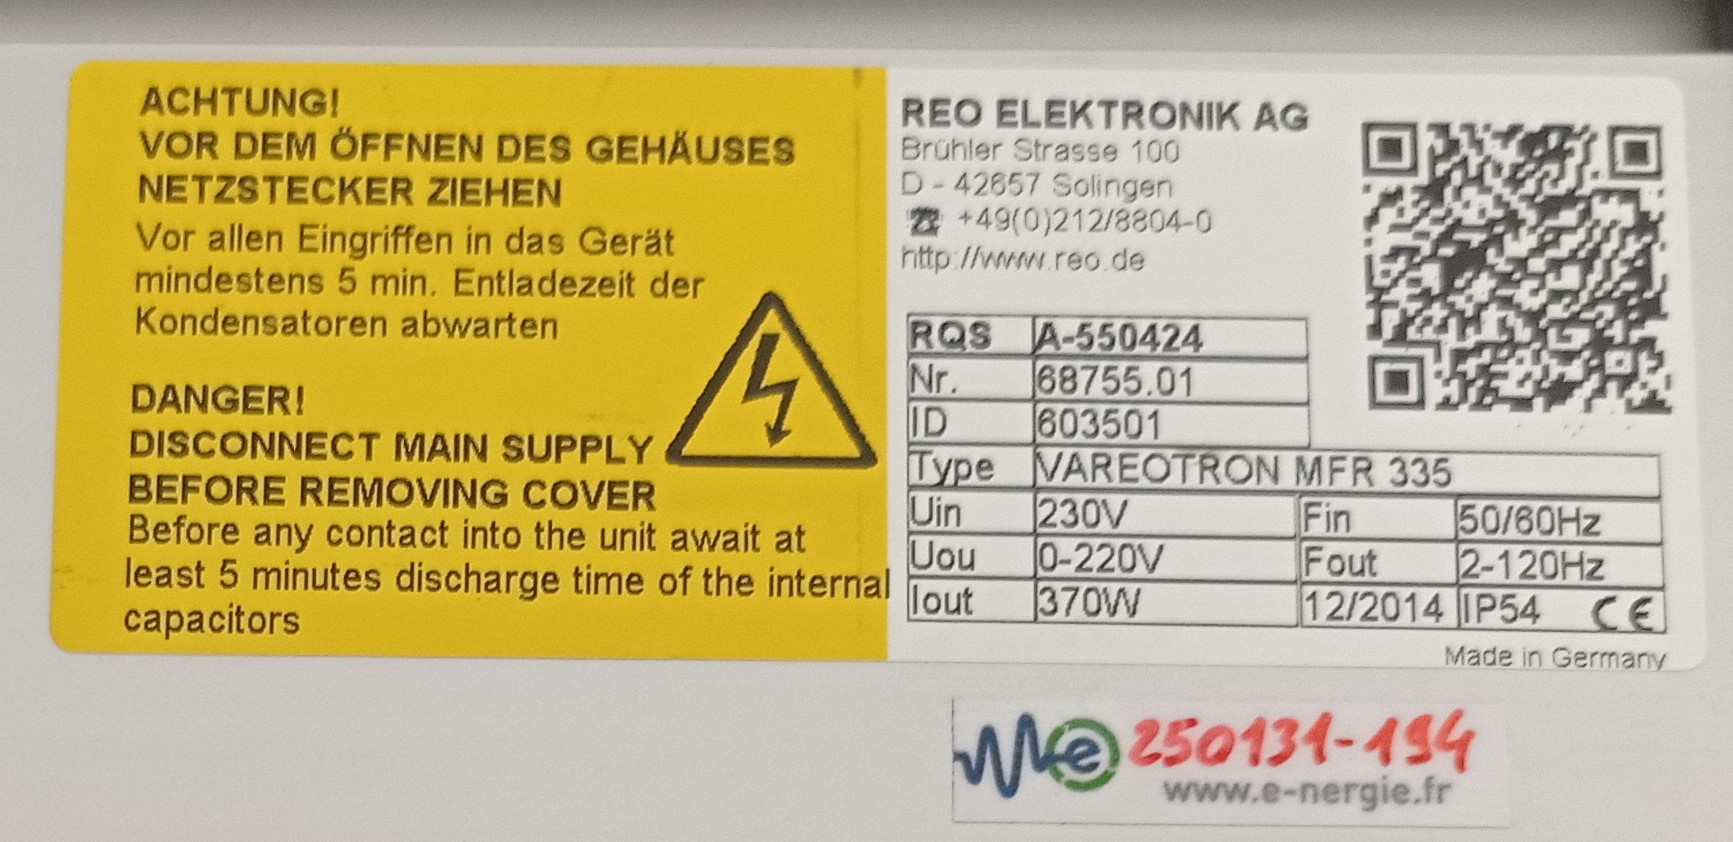 ACHTUNG!
VOR DEM ÖFFNEN DES GEHÄUSES
NETZSTECKER ZIEHEN
Vor allen Eingriffen in das Gerät
mindestens 5 min. Entladezeit der
Kondensatoren abwarten
DANGER!
DISCONNECT MAIN SUPPLY
BEFORE REMOVING COVER
Before any contact into the unit await at
least 5 minutes discharge time of the internal
capacitors
REO ELEKTRONIK AG
Brühler Strasse 100
D - 42657 Solingen
☎ +49(0)212/8804-0
http://www.reo.de
RQS A-550424
Nr. 68755.01
ID 603501
Type VAREOTRON MFR 335
Uin 230V Fin 50/60Hz
Uou 0-220V Fout 2-120Hz
Iout 370W 12/2014 IP54 CE
Made in Germany
e 250131-194
www.e-nergie.fr